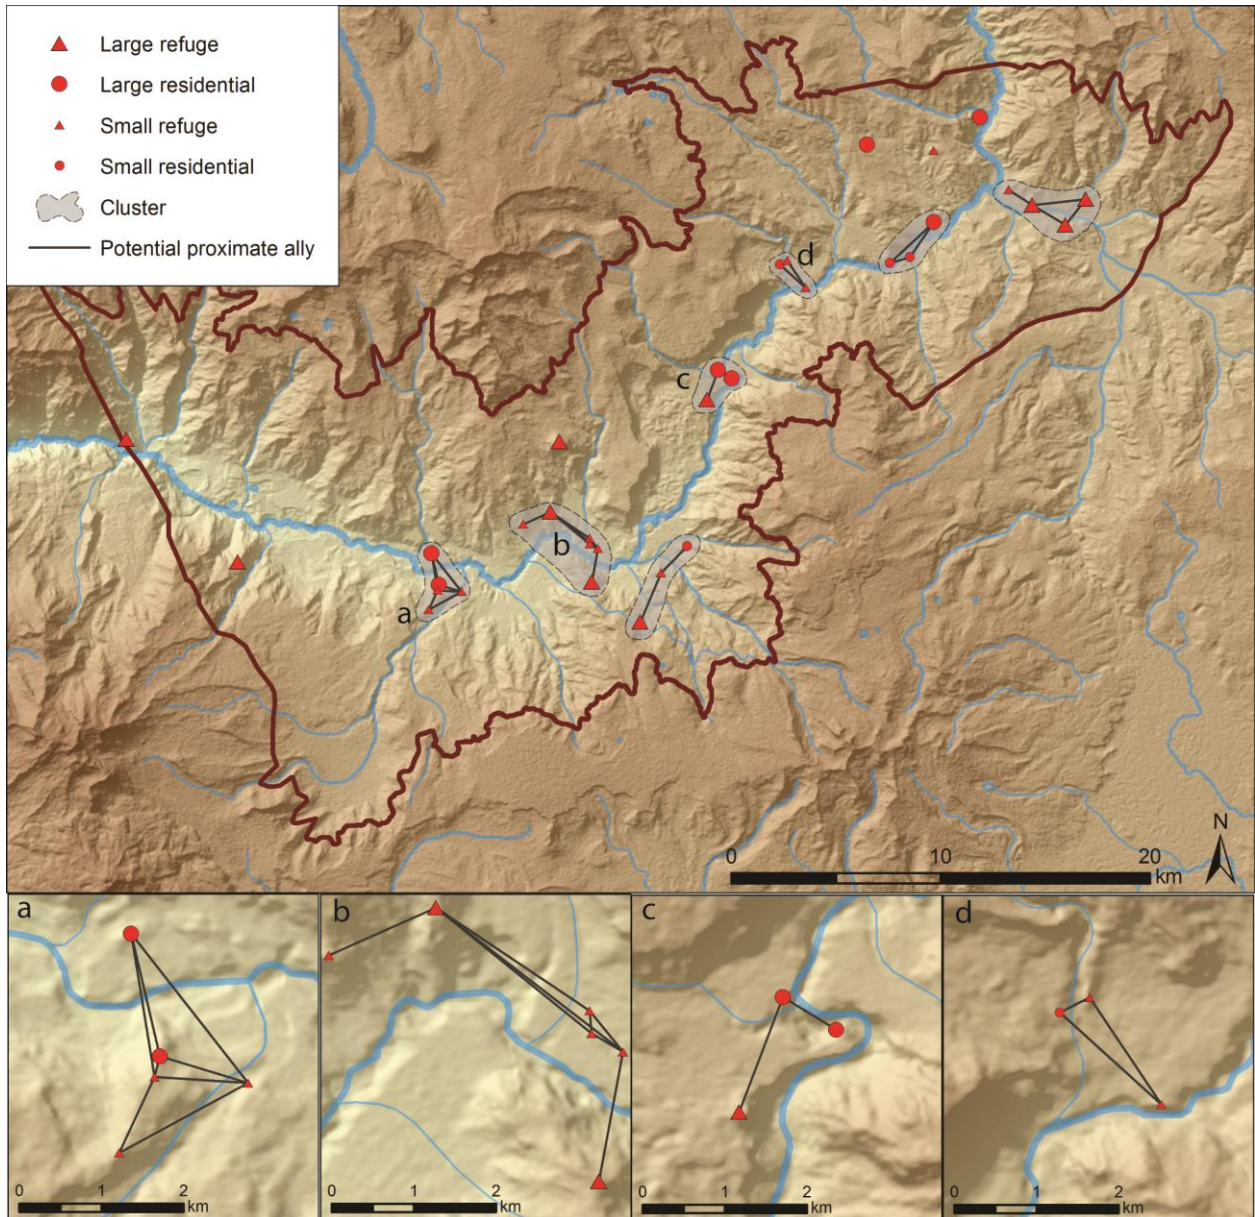 Large refuge
Large residential
Small refuge
Small residential
Cluster
Potential proximate ally
d
c
b
a
N
0 10 20
km
a
b
c
d
0 1 2
km
0 1 2
km
0 1 2
km
0 1 2
km